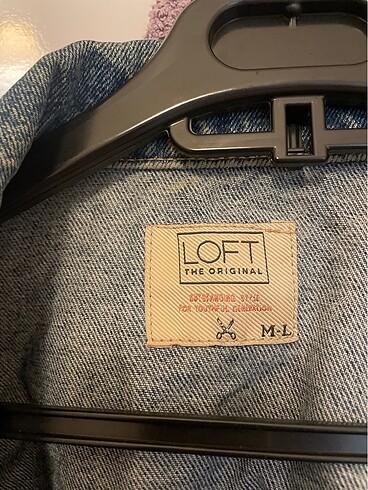 LOFT
THE ORIGINAL
OUTSTANDING STYLE
FOR YOUTHFUL GENERATION
M-L